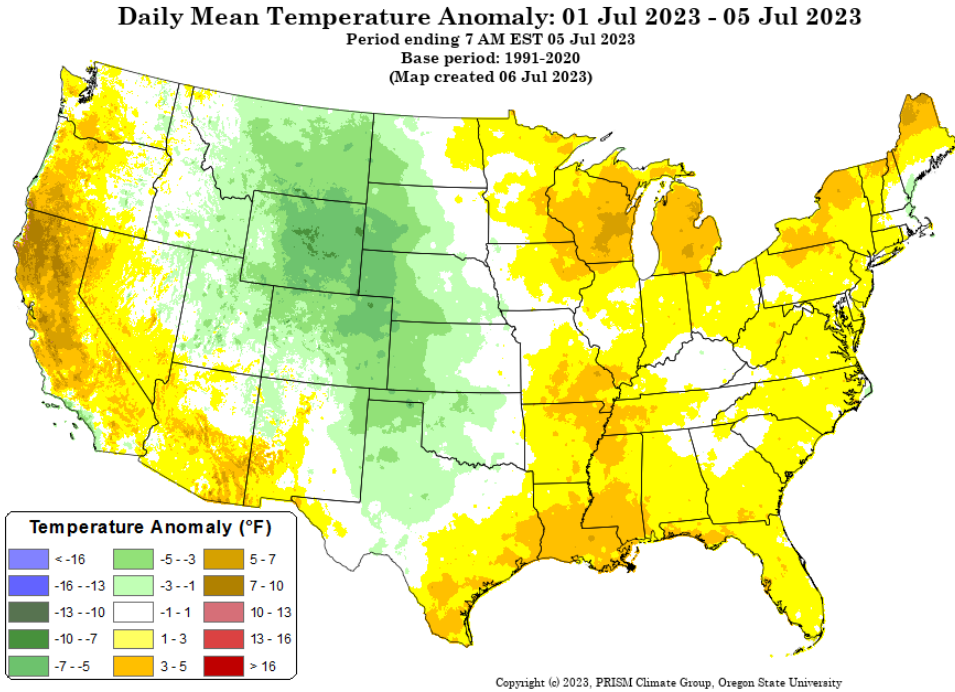 Daily Mean Temperature Anomaly: 01 Jul 2023 - 05 Jul 2023
Period ending 7 AM EST 05 Jul 2023
Base period: 1991-2020
(Map created 06 Jul 2023)
Temperature Anomaly (°F)
< -16
-16 - -13
-13 - -10
-10 - -7
-7 - -5
-5 - -3
-3 - -1
-1 - 1
1 - 3
3 - 5
5 - 7
7 - 10
10 - 13
13 - 16
> 16
Copyright (c) 2023, PRISM Climate Group, Oregon State University